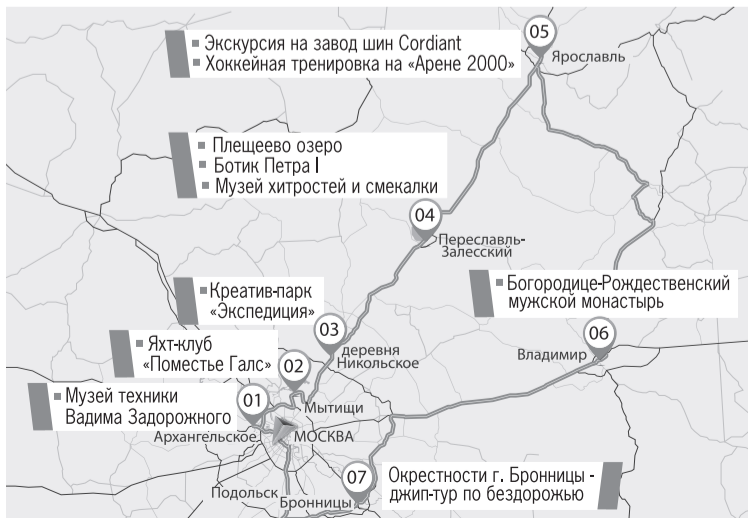 ▪ Экскурсия на завод шин Cordiant
▪ Хоккейная тренировка на «Арене 2000»
05
Ярославль
▪ Плещеево озеро
▪ Ботик Петра I
▪ Музей хитростей и смекалки
04
Переславль-
Залесский
▪ Креатив-парк
«Экспедиция»
▪ Богородице-Рождественский
мужской монастырь
03
деревня
Никольское
06
Владимир
▪ Яхт-клуб
«Поместье Галс»
02
Мытищи
▪ Музей техники
Вадима Задорожного
01
Архангельское
МОСКВА
07
Подольск
Бронницы
Окрестности г. Бронницы -
джип-тур по бездорожью